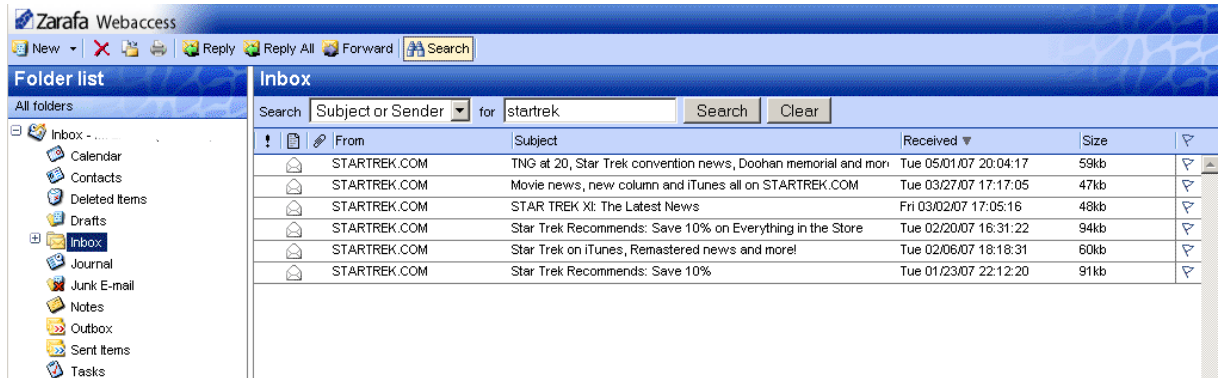 Zarafa Webaccess
New Reply Reply All Forward Search
Folder list
All folders
Inbox -
Calendar
Contacts
Deleted Items
Drafts
Inbox
Journal
Junk E-mail
Notes
Outbox
Sent Items
Tasks
Inbox
Search Subject or Sender for startrek Search Clear
! From Subject Received Size
STARTREK.COM TNG at 20, Star Trek convention news, Doohan memorial and mor Tue 05/01/07 20:04:17 59kb
STARTREK.COM Movie news, new column and iTunes all on STARTREK.COM Tue 03/27/07 17:17:05 47kb
STARTREK.COM STAR TREK XI: The Latest News Fri 03/02/07 17:05:16 48kb
STARTREK.COM Star Trek Recommends: Save 10% on Everything in the Store Tue 02/20/07 16:31:22 94kb
STARTREK.COM Star Trek on iTunes, Remastered news and more! Tue 02/06/07 18:18:31 60kb
STARTREK.COM Star Trek Recommends: Save 10% Tue 01/23/07 22:12:20 91kb